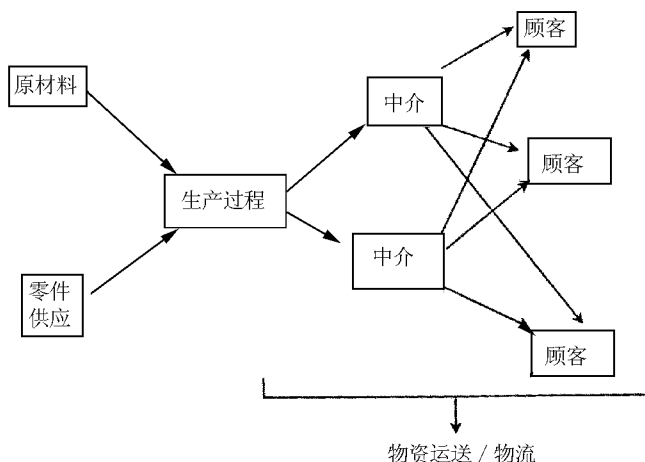 顾客
原材料
中介
顾客
生产过程
中介
零件
供应
顾客
物资运送/物流